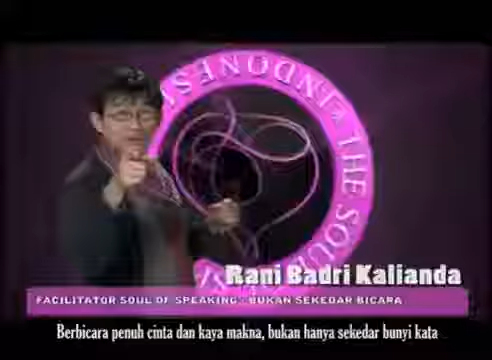 INDONESI
THE SOUL
Rani Badri Kalianda
FACILITATOR SOUL OF SPEAKING - BUKAN SEKEDAR BICARA
Berbicara penuh cinta dan kaya makna, bukan hanya sekedar bunyi kata